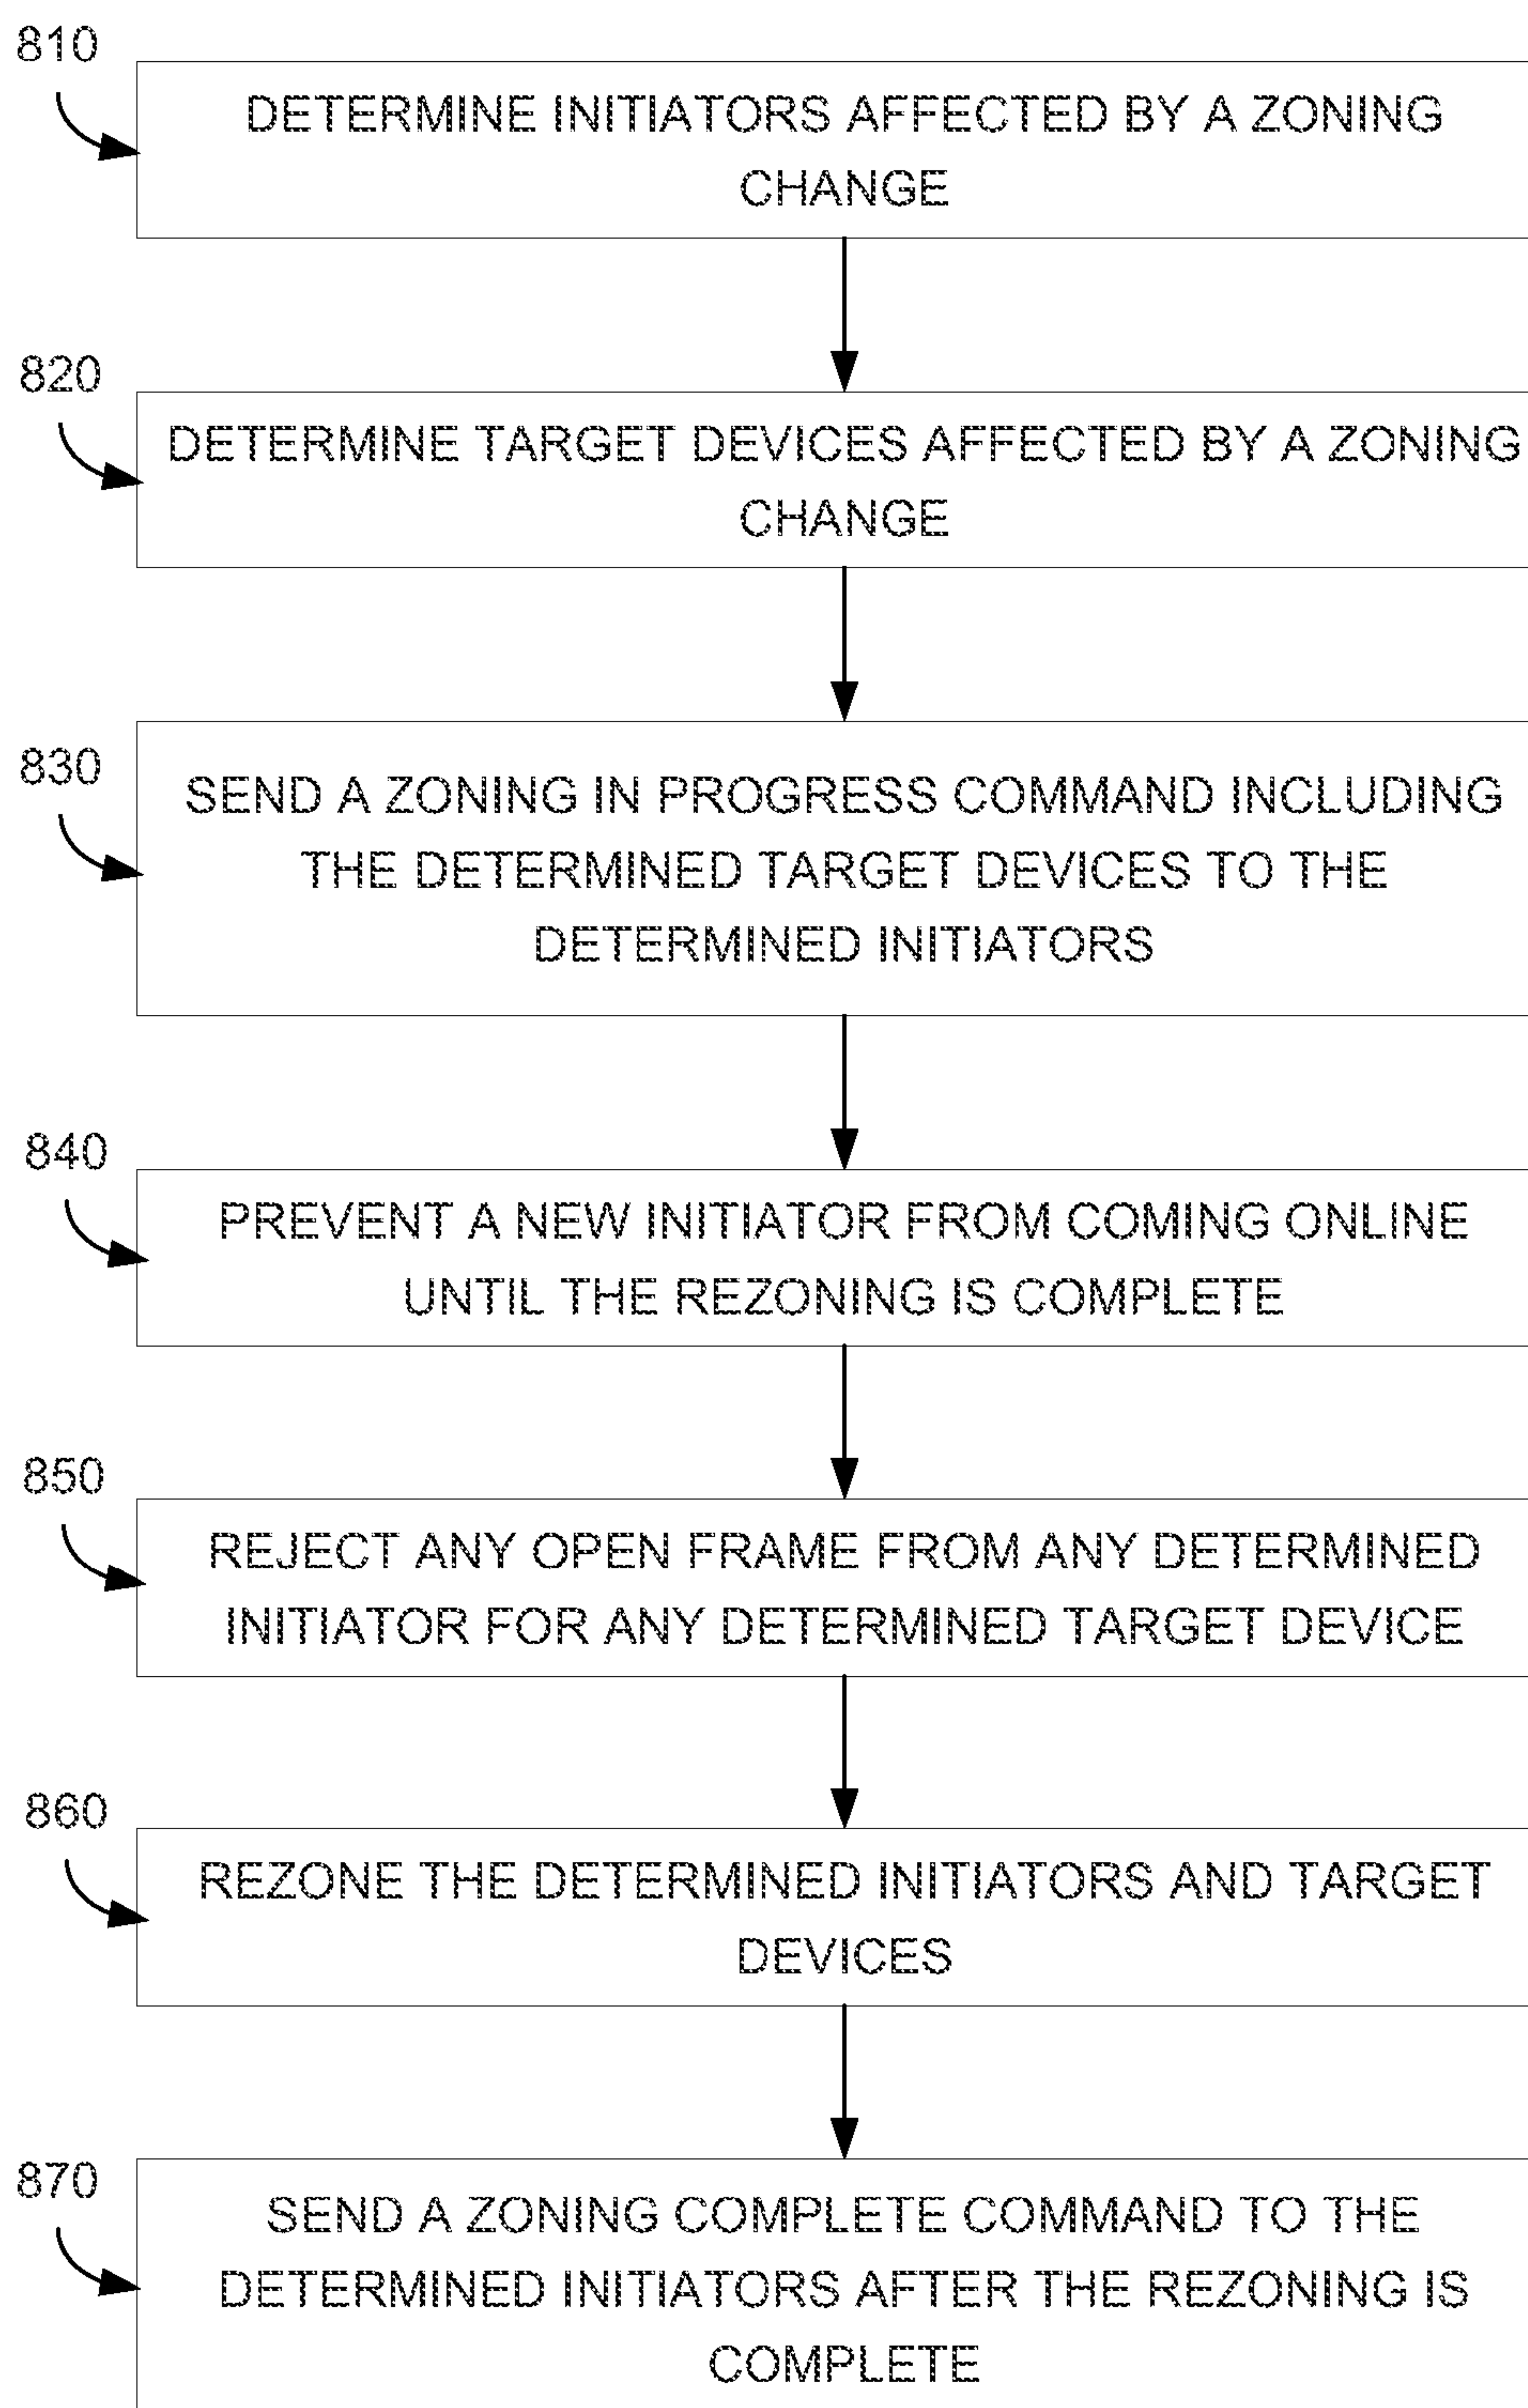 810
DETERMINE INITIATORS AFFECTED BY A ZONING
CHANGE
820
DETERMINE TARGET DEVICES AFFECTED BY A ZONING
CHANGE
830
SEND A ZONING IN PROGRESS COMMAND INCLUDING
THE DETERMINED TARGET DEVICES TO THE
DETERMINED INITIATORS
840
PREVENT A NEW INITIATOR FROM COMING ONLINE
UNTIL THE REZONING IS COMPLETE
850
REJECT ANY OPEN FRAME FROM ANY DETERMINED
INITIATOR FOR ANY DETERMINED TARGET DEVICE
860
REZONE THE DETERMINED INITIATORS AND TARGET
DEVICES
870
SEND A ZONING COMPLETE COMMAND TO THE
DETERMINED INITIATORS AFTER THE REZONING IS
COMPLETE